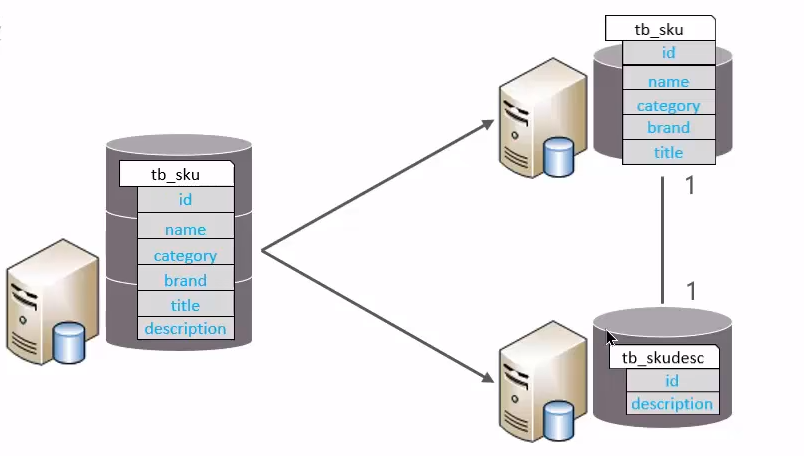 tb_sku
id
name
category
brand
title
description
tb_sku
id
name
category
brand
title
1
1
tb_skudesc
id
description